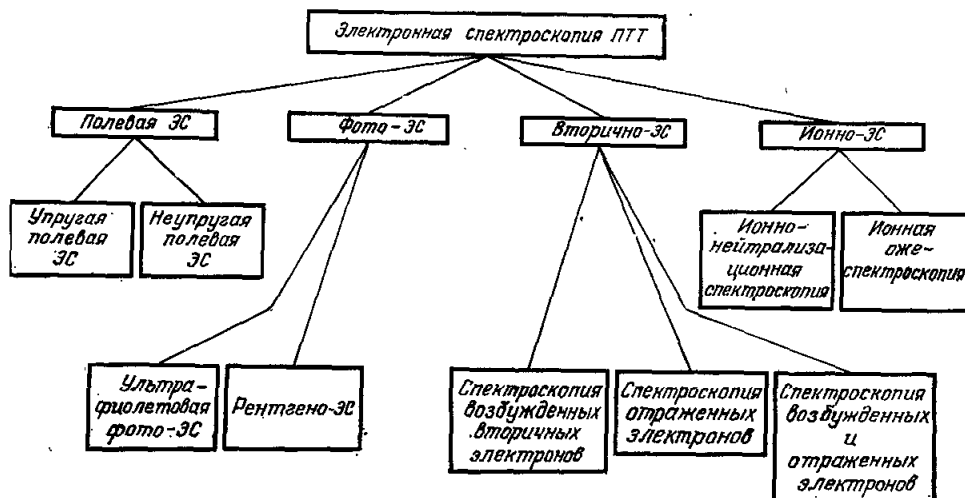 Электронная спектроскопия ПТТ
Полевая ЭС
Фото-ЭС
Вторично-ЭС
Ионно-ЭС
Упругая
полевая
ЭС
Неупругая
полевая
ЭС
Ионно-
нейтрализа-
ционная
спектроскопия
Ионная
оже-
спектроскопия
Ультра-
фиолетовая
фото-ЭС
Рентгено-ЭС
Спектроскопия
возбужденных
вторичных
электронов
Спектроскопия
отраженных
электронов
Спектроскопия
возбужденных
и
отраженных
электронов